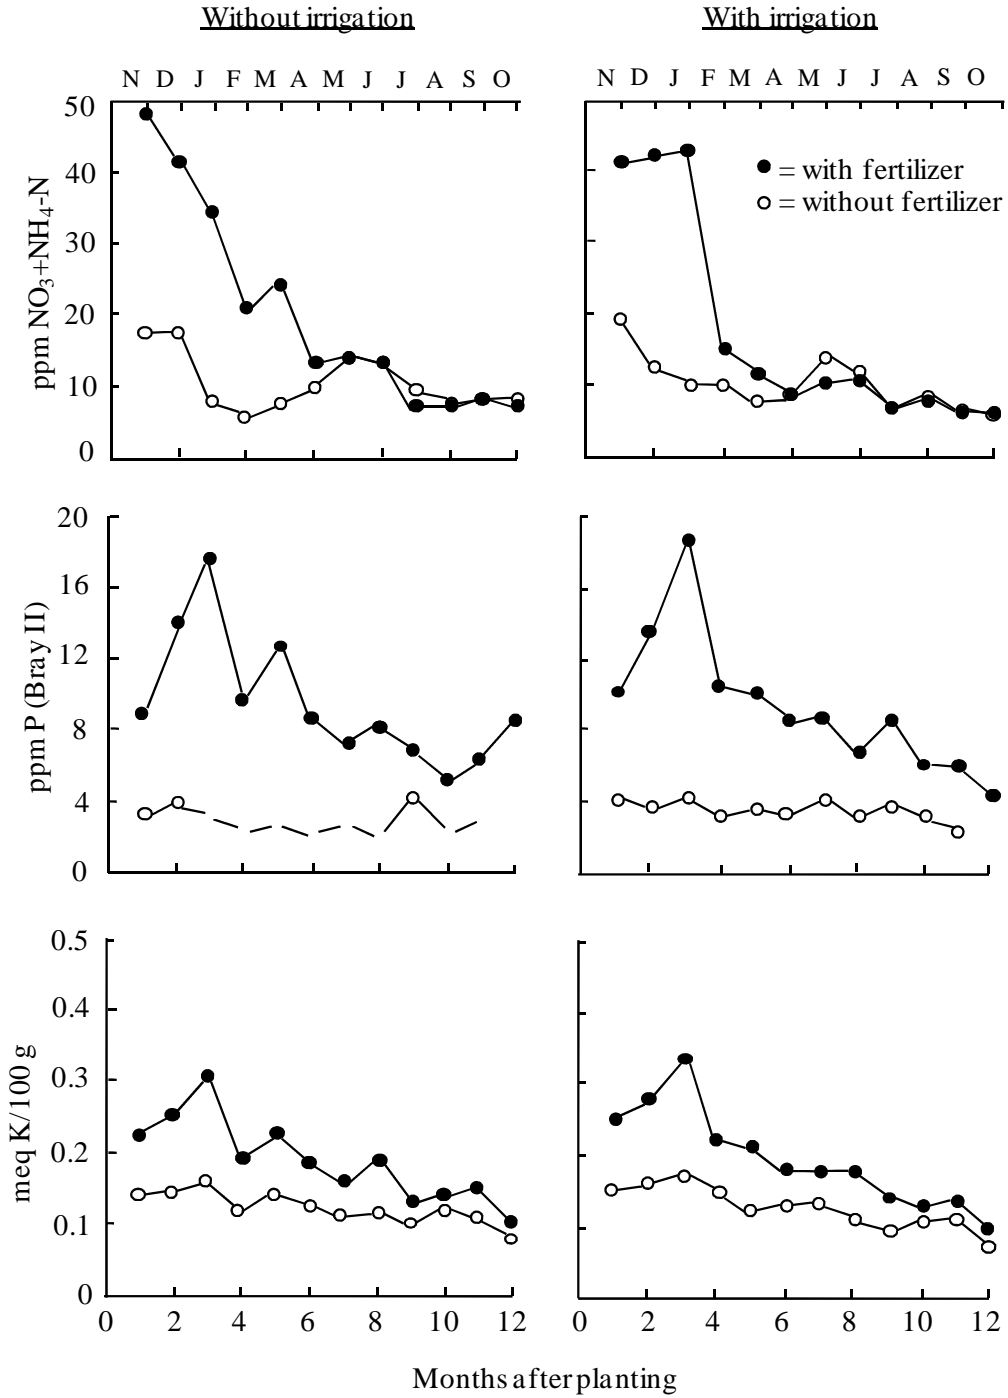 Without irrigation
With irrigation
N D J F M A M J J A S O
N D J F M A M J J A S O
50
40
30
20
10
0
ppm NO₃+NH₄-N
● = with fertilizer
○ = without fertilizer
20
16
12
8
4
0
ppm P (Bray II)
0.5
0.4
0.3
0.2
0.1
0
meq K/100 g
0 2 4 6 8 10 12
0 2 4 6 8 10 12
Months after planting